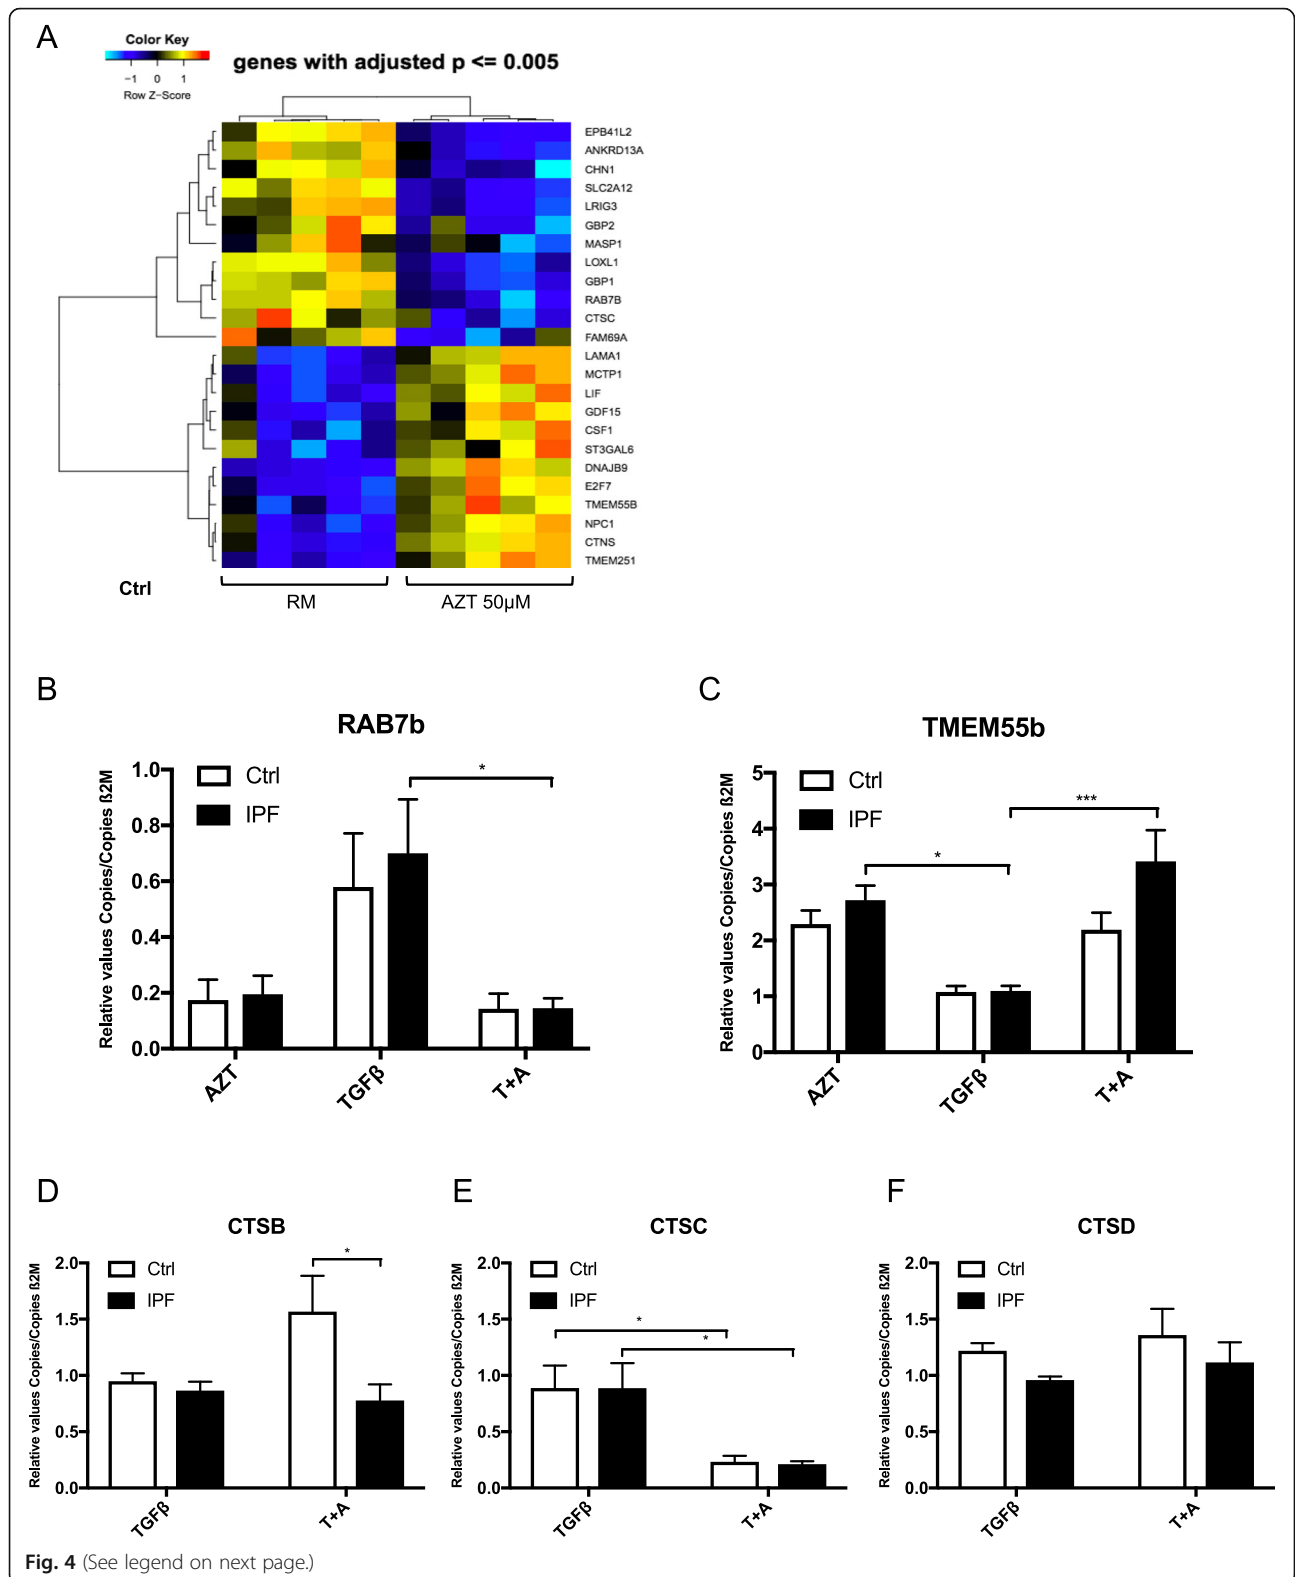 A
Color Key
−1 0 1
Row Z−Score
genes with adjusted p <= 0.005
EPB41L2
ANKRD13A
CHN1
SLC2A12
LRIG3
GBP2
MASP1
LOXL1
GBP1
RAB7B
CTSC
FAM69A
LAMA1
MCTP1
LIF
GDF15
CSF1
ST3GAL6
DNAJB9
E2F7
TMEM55B
NPC1
CTNS
TMEM251
Ctrl
RM
AZT 50µM
B
RAB7b
Relative values Copies/Copies ß2M
1.0
0.8
0.6
0.4
0.2
0.0
Ctrl
IPF
*
AZT
TGFβ
T+A
C
TMEM55b
Relative values Copies/Copies ß2M
5
4
3
2
1
0
Ctrl
IPF
*
***
AZT
TGFβ
T+A
D
CTSB
Relative values Copies/Copies ß2M
2.0
1.5
1.0
0.5
0.0
Ctrl
IPF
*
TGFβ
T+A
E
CTSC
Relative values Copies/Copies ß2M
2.0
1.5
1.0
0.5
0.0
Ctrl
IPF
*
*
TGFβ
T+A
F
CTSD
Relative values Copies/Copies ß2M
2.0
1.5
1.0
0.5
0.0
Ctrl
IPF
TGFβ
T+A
Fig. 4 (See legend on next page.)